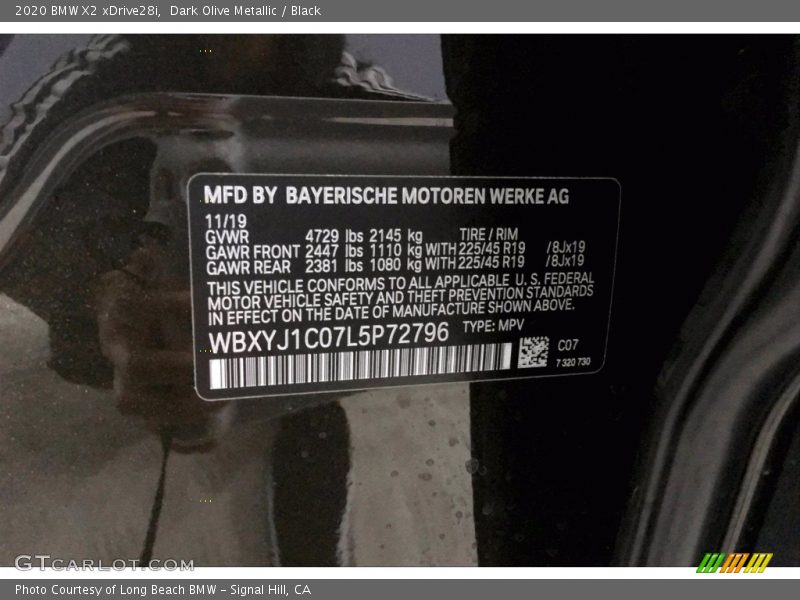 2020 BMW X2 xDrive28i, Dark Olive Metallic / Black
MFD BY BAYERISCHE MOTOREN WERKE AG
11/19
GVWR 4729 lbs 2145 kg TIRE / RIM
GAWR FRONT 2447 lbs 1110 kg WITH 225/45 R19 /8Jx19
GAWR REAR 2381 lbs 1080 kg WITH 225/45 R19 /8Jx19
THIS VEHICLE CONFORMS TO ALL APPLICABLE U.S. FEDERAL
MOTOR VEHICLE SAFETY AND THEFT PREVENTION STANDARDS
IN EFFECT ON THE DATE OF MANUFACTURE SHOWN ABOVE.
WBXYJ1C07L5P72796 TYPE: MPV
C07
7 320 730
GTCARLOT.COM
Photo Courtesy of Long Beach BMW - Signal Hill, CA